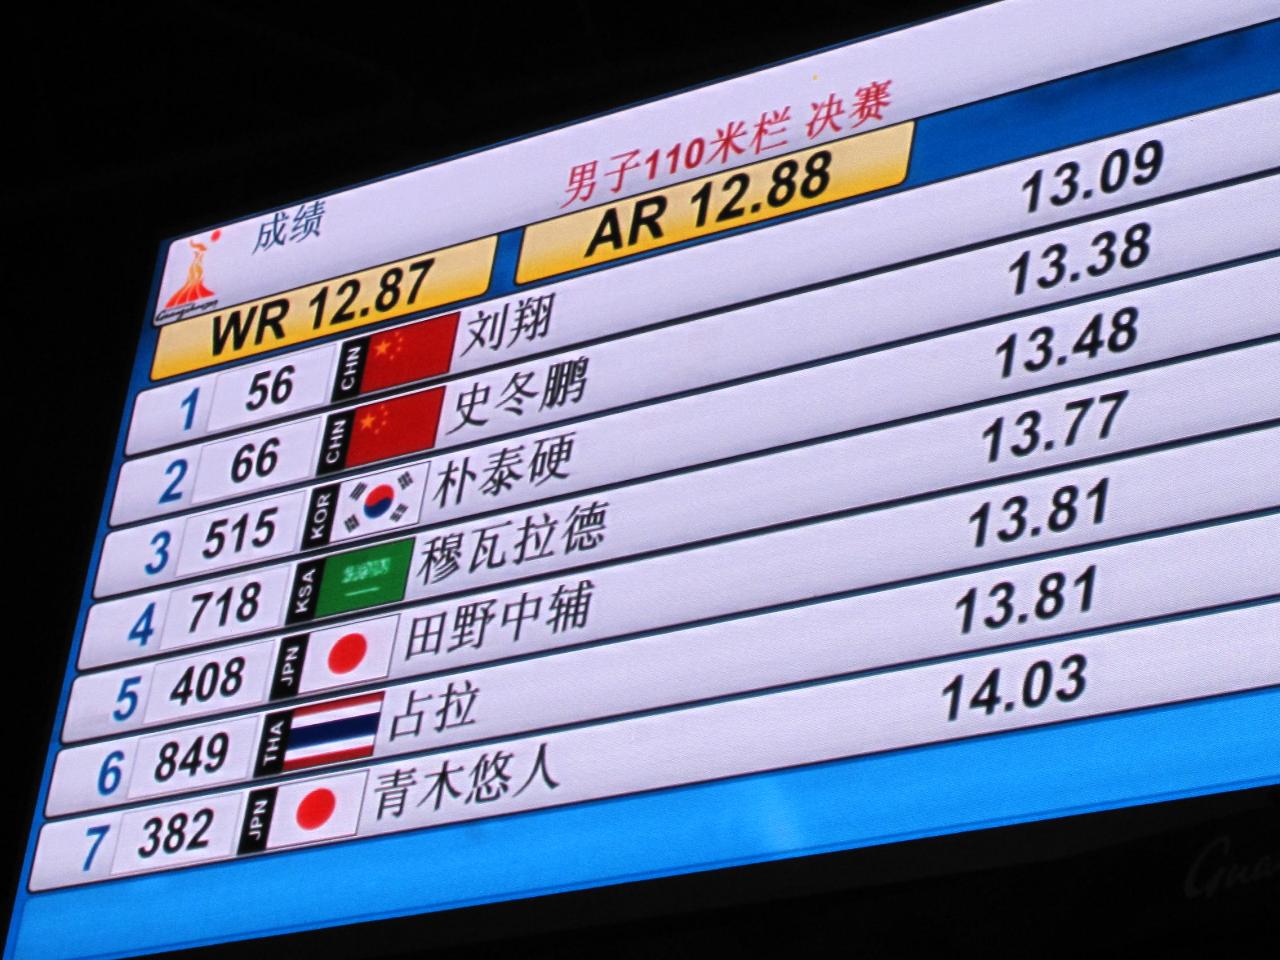 成绩
男子110米栏 决赛
Guangzhou
WR 12.87 AR 12.88
1 56 CHN 刘翔 13.09
2 66 CHN 史冬鹏 13.38
3 515 KOR 朴泰硬 13.48
4 718 KSA 穆瓦拉德 13.77
5 408 JPN 田野中辅 13.81
6 849 THA 占拉 13.81
7 382 JPN 青木悠人 14.03